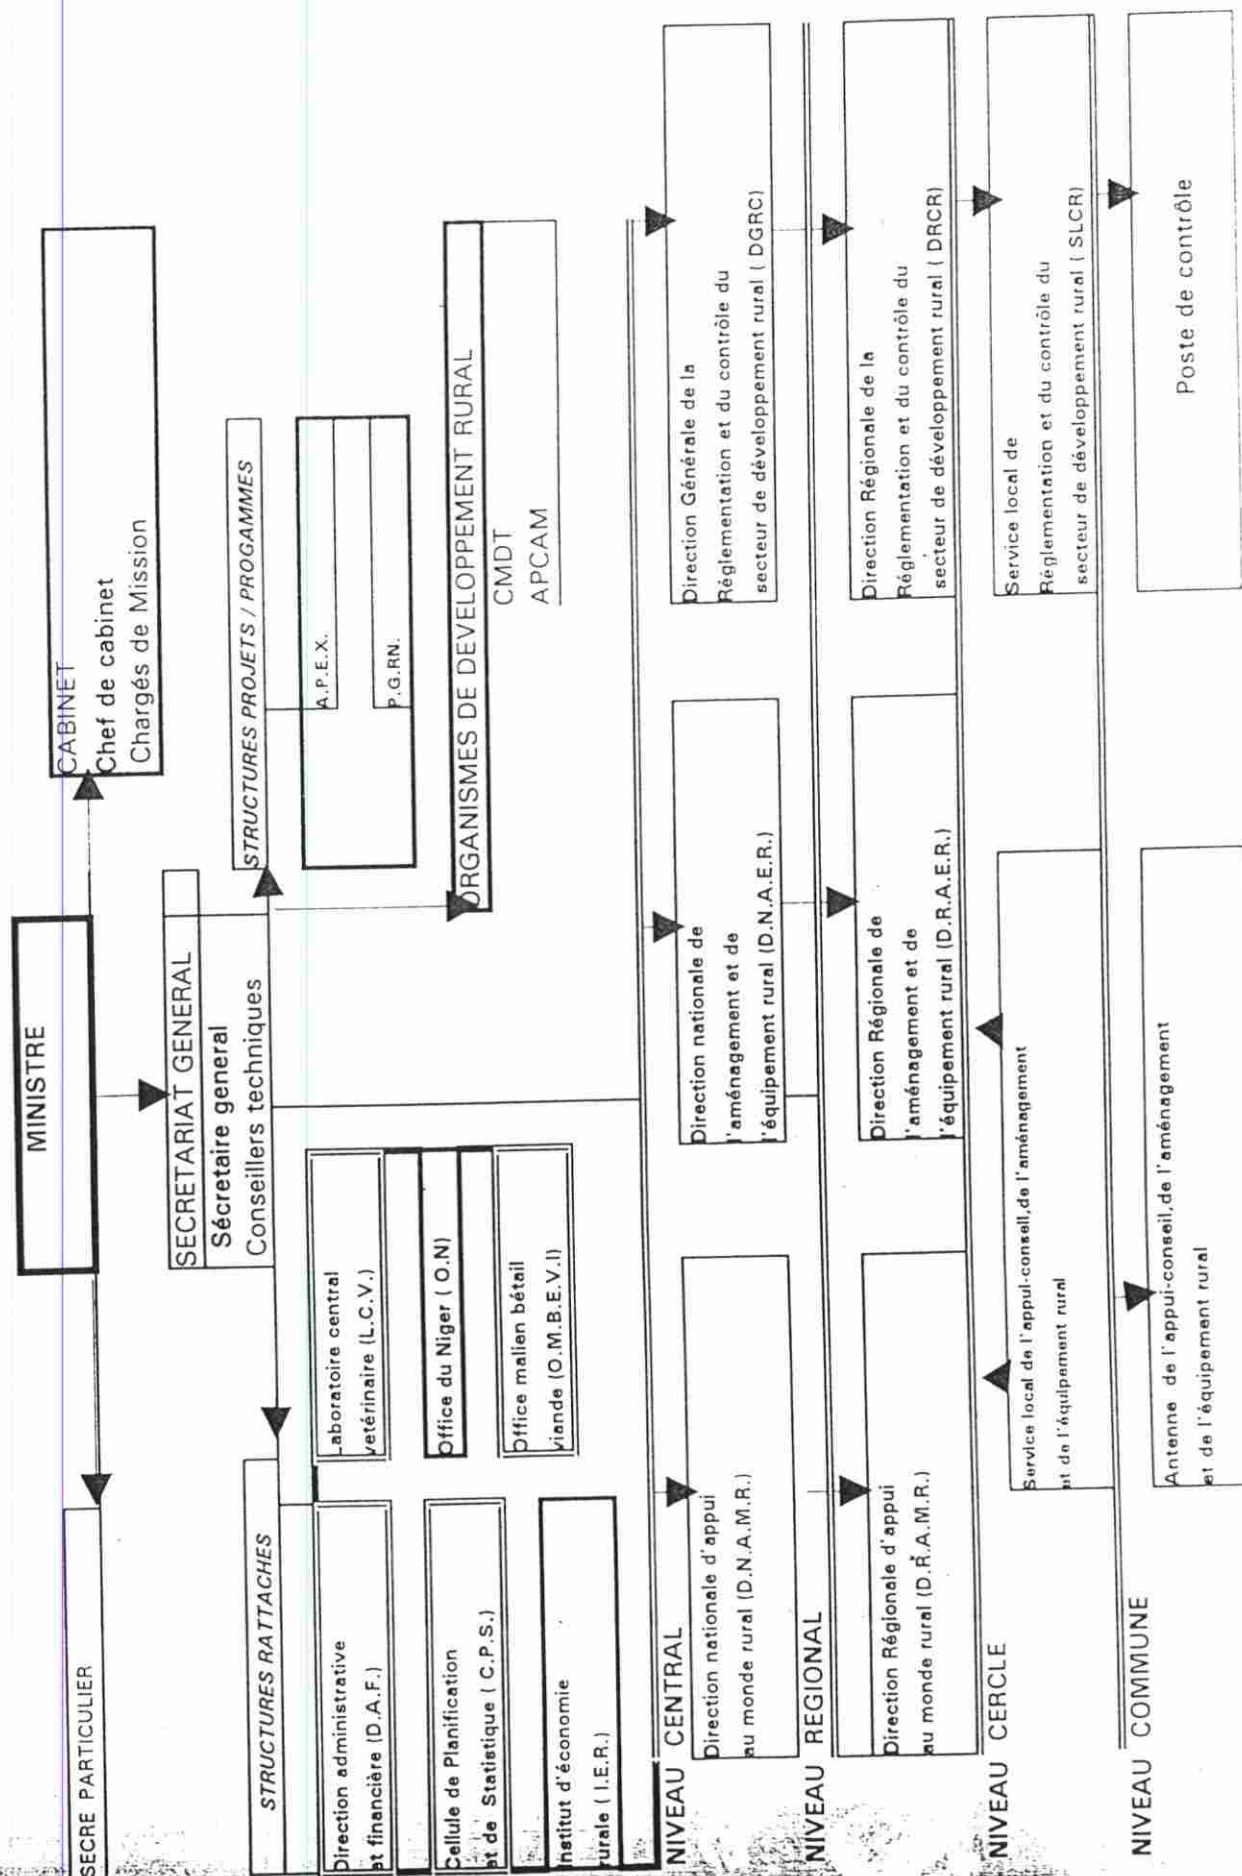 MINISTRE
SECRE PARTICULIER
CABINET
Chef de cabinet
Chargés de Mission
SECRETARIAT GENERAL
Sécretaire general
Conseillers techniques
STRUCTURES RATTACHES
STRUCTURES PROJETS / PROGAMMES
Direction administrative
et financière (D.A.F.)
Laboratoire central
vetérinaire (L.C.V.)
A.P.E.X.
P.G.RN.
Cellule de Planification
et de Statistique ( C.P.S.)
Office du Niger ( O.N)
ORGANISMES DE DEVELOPPEMENT RURAL
CMDT
APCAM
Institut d'économie
rurale ( I.E.R.)
Office malien bétail
viande (O.M.B.E.V.I)
NIVEAU CENTRAL
Direction nationale d'appui
au monde rural (D.N.A.M.R.)
Direction nationale de
l'aménagement et de
l'équipement rural (D.N.A.E.R.)
Direction Générale de la
Réglementation et du contrôle du
secteur de développement rural ( DGRC)
NIVEAU REGIONAL
Direction Régionale d'appui
au monde rural (D.R.A.M.R.)
Direction Régionale de
l'aménagement et de
l'équipement rural (D.R.A.E.R.)
Direction Régionale de la
Réglementation et du contrôle du
secteur de développement rural ( DRCR)
NIVEAU CERCLE
Service local de l'appui-conseil,de l'aménagement
et de l'équipement rural
Service local de
Réglementation et du contrôle du
secteur de développement rural ( SLCR)
NIVEAU COMMUNE
Antenne de l'appui-conseil,de l'aménagement
et de l'équipement rural
Poste de contrôle